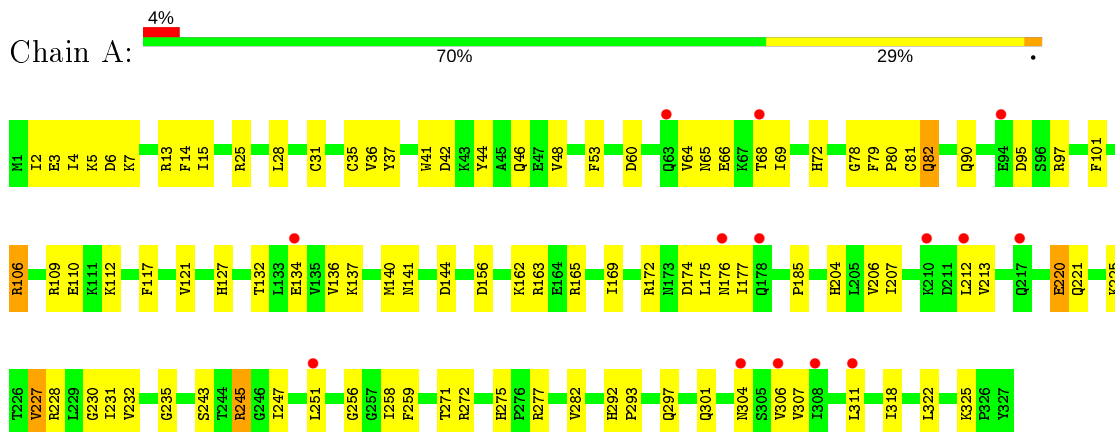 4%
Chain A:
70% 29% •
M1 I2 E3 I4 K5 D6 K7 R13 F14 I15 R25 L28 C31 C35 V36 Y37 W41 D42 K43 Y44 A45 Q46 E47 V48 F53 D60 Q63 V64 N65 E66 K67 T68 I69 H72 G78 F79 P80 C81 Q82 Q90 E94 D95 S96 R97 F101
R106 R109 E110 K111 K112 F117 V121 H127 T132 L133 E134 V135 V136 K137 M140 N141 D144 D156 K162 R163 E164 R165 I169 R172 N173 D174 L175 N176 I177 Q178 P185 H204 L205 V206 I207 K210 D211 L212 V213 Q217 E220 Q221
T226 V227 R228 L229 G230 I231 V232 G235 S243 T244 R245 G246 I247 L251 G256 G257 I258 F259 T271 R272 H275 P276 R277 V282 H292 P293 Q297 Q301 N304 S305 V306 V307 I308 L311 I318 L322 K325 P326 Y327